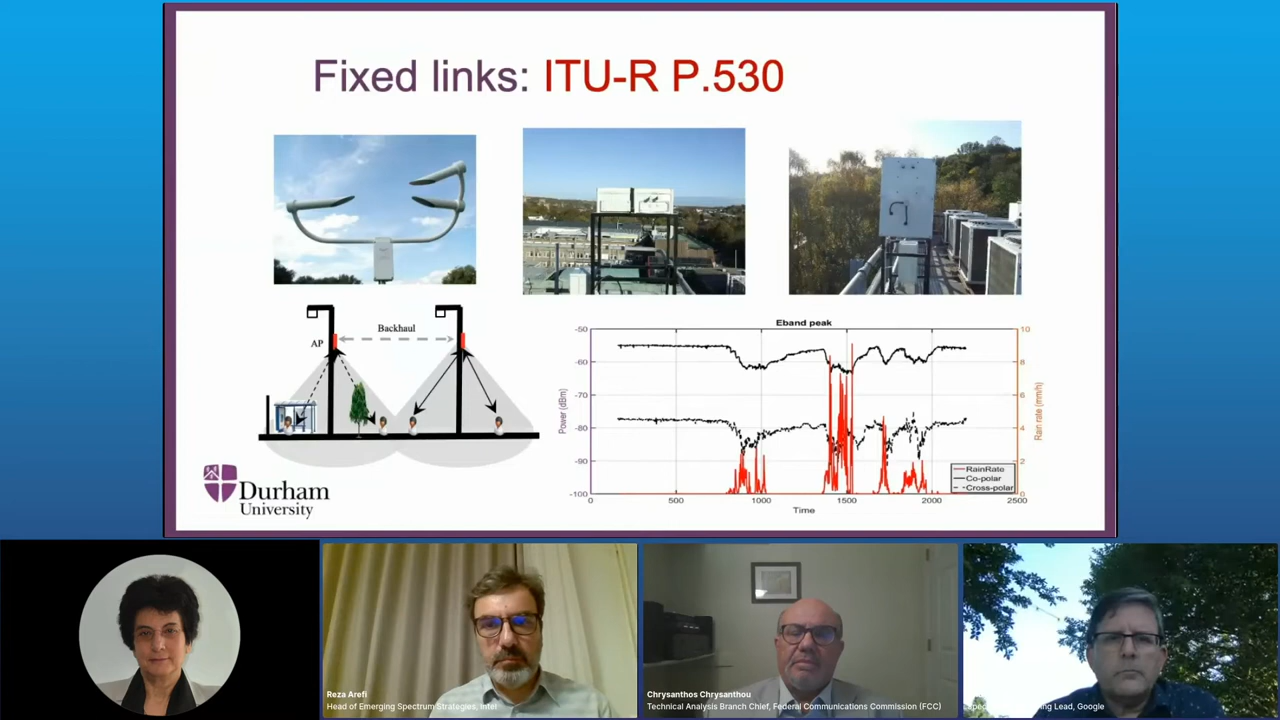 Fixed links: ITU-R P.530
Backhaul
AP
Durham
University
Eband peak
-50
-60
-70
-80
-90
-100
Power (dBm)
10
8
6
4
2
0
Rain rate (mm/h)
RainRate
Co-polar
Cross-polar
0
500
1000
1500
2000
2500
Time
Reza Arefi
Head of Emerging Spectrum Strategies, Intel
Chrysanthos Chrysanthou
Technical Analysis Branch Chief, Federal Communications Commission (FCC)
Lead, Google